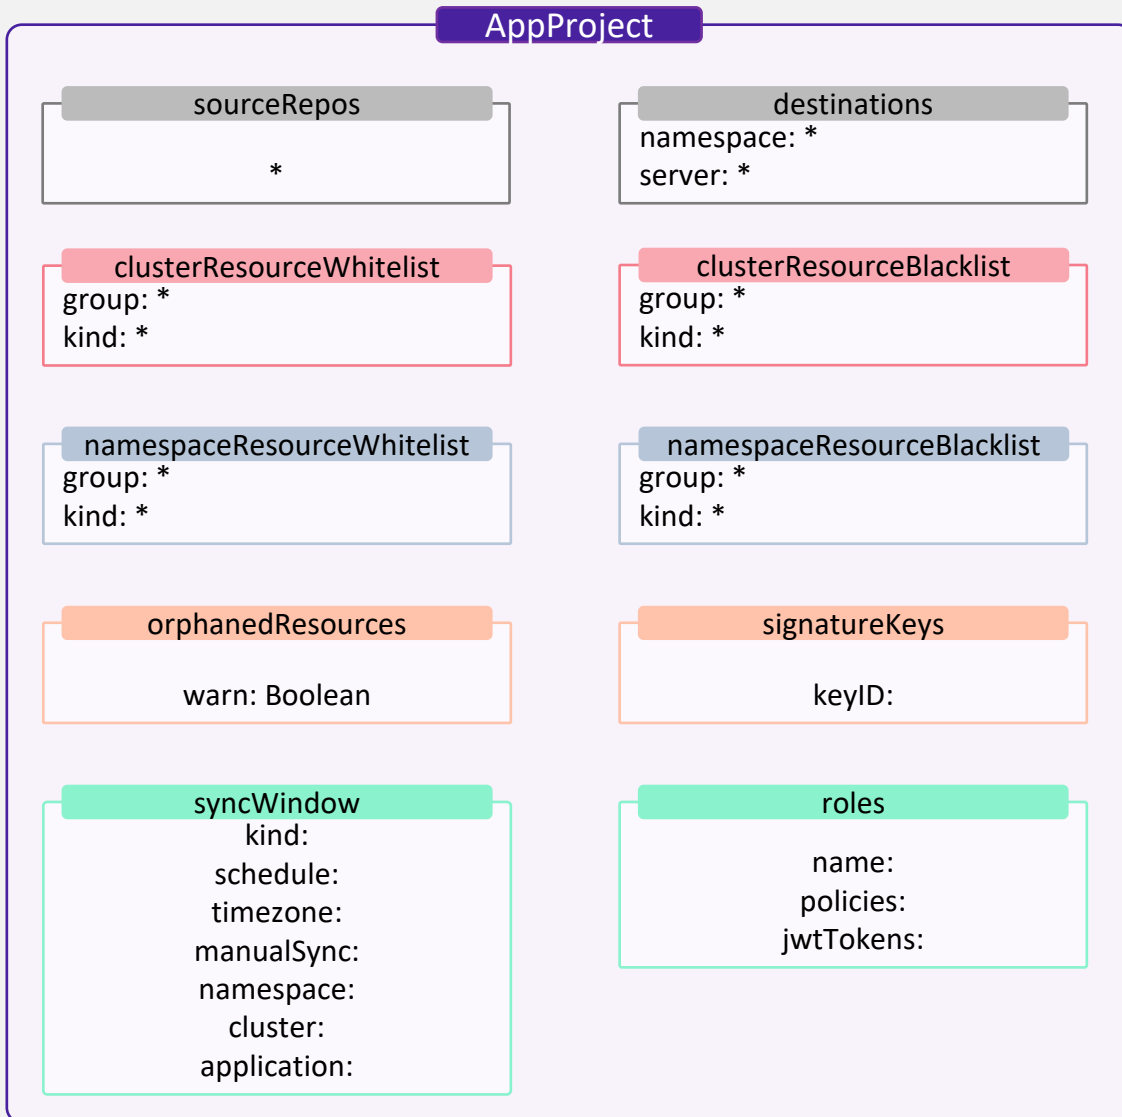 AppProject
sourceRepos
*
destinations
namespace: *
server: *
clusterResourceWhitelist
group: *
kind: *
clusterResourceBlacklist
group: *
kind: *
namespaceResourceWhitelist
group: *
kind: *
namespaceResourceBlacklist
group: *
kind: *
orphanedResources
warn: Boolean
signatureKeys
keyID:
syncWindow
kind:
schedule:
timezone:
manualSync:
namespace:
cluster:
application:
roles
name:
policies:
jwtTokens: